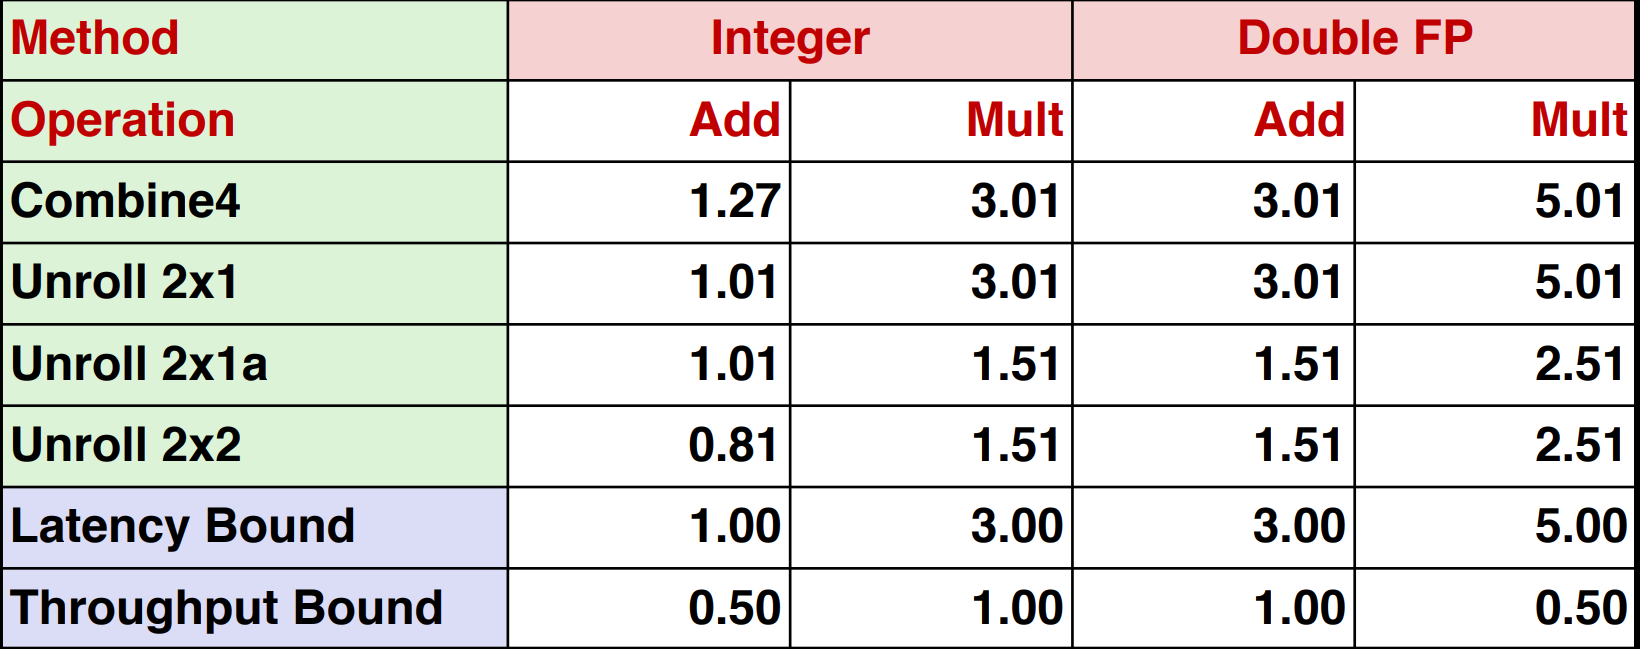 Method Integer Double FP
Operation Add Mult Add Mult
Combine4 1.27 3.01 3.01 5.01
Unroll 2x1 1.01 3.01 3.01 5.01
Unroll 2x1a 1.01 1.51 1.51 2.51
Unroll 2x2 0.81 1.51 1.51 2.51
Latency Bound 1.00 3.00 3.00 5.00
Throughput Bound 0.50 1.00 1.00 0.50